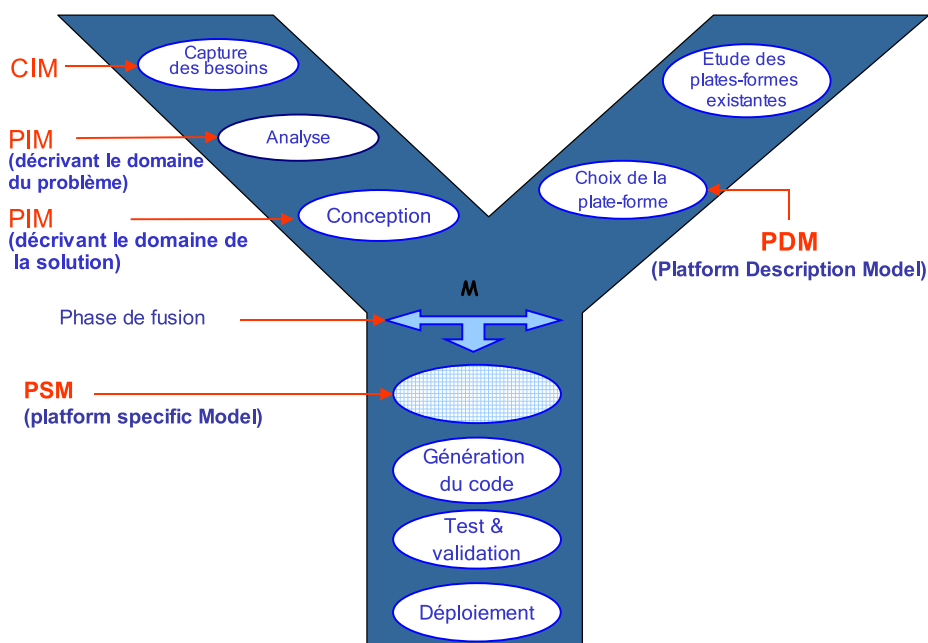 Capture
des besoins
CIM
Etude des
plates-formes
existantes
Analyse
PIM
(décrivant le domaine
du problème)
Choix de la
plate-forme
Conception
PIM
(décrivant le domaine de
la solution)
PDM
(Platform Description Model)
M
Phase de fusion
PSM
(platform specific Model)
Génération
du code
Test &
validation
Déploiement